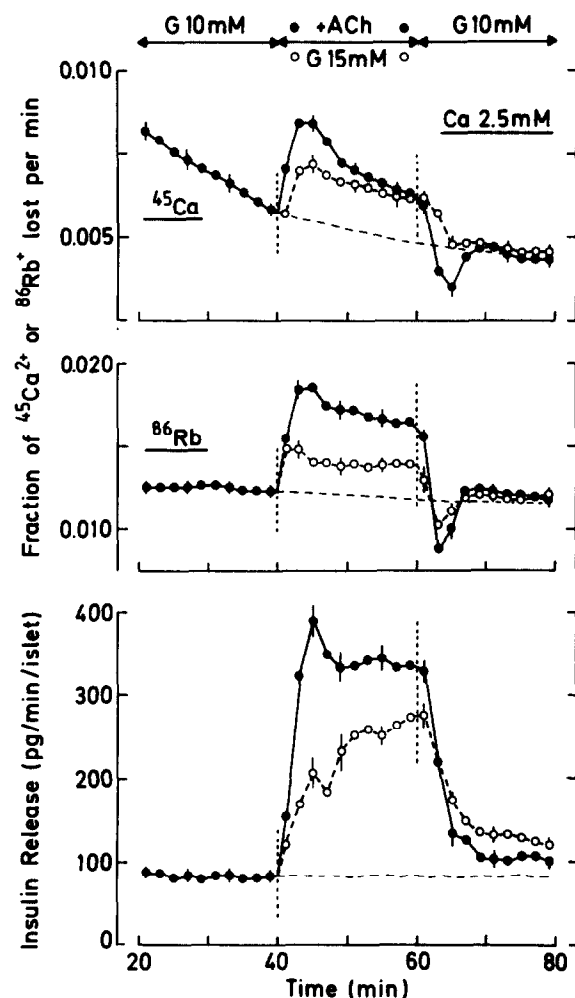 G 10mM +ACh G 10mM
G 15mM
Ca 2.5mM
Fraction of ⁴⁵Ca²⁺ or ⁸⁶Rb⁺ lost per min
0.010
⁴⁵Ca
0.005
0.020
⁸⁶Rb
0.010
Insulin Release (pg/min/islet)
400
300
200
100
0
20 40 60 80
Time (min)